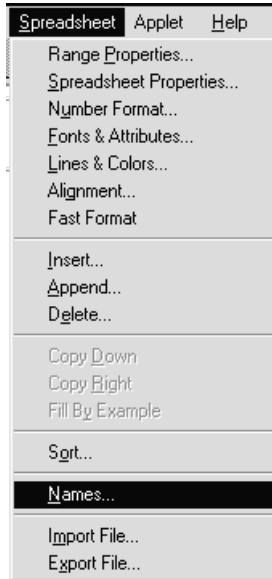 Spreadsheet Applet Help
Range Properties...
Spreadsheet Properties...
Number Format...
Fonts & Attributes...
Lines & Colors...
Alignment...
Fast Format
Insert...
Append...
Delete...
Copy Down
Copy Right
Fill By Example
Sort...
Names...
Import File...
Export File...